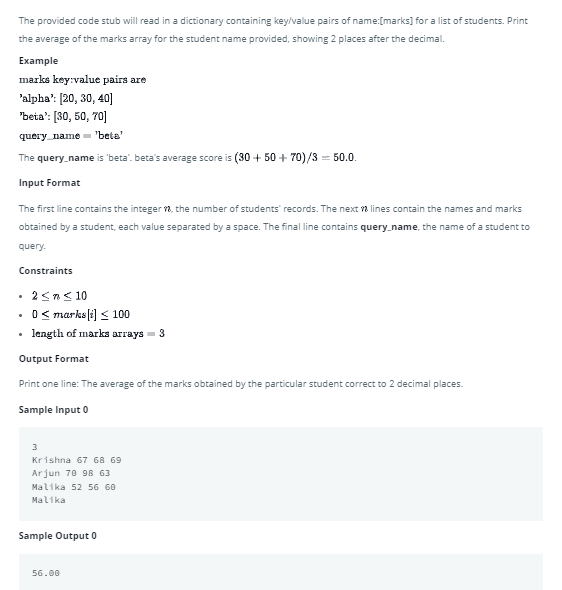 The provided code stub will read in a dictionary containing key/value pairs of name:[marks] for a list of students. Print
the average of the marks array for the student name provided, showing 2 places after the decimal.
Example
marks key:value pairs are
'alpha': [20, 30, 40]
'beta': [30, 50, 70]
query_name = 'beta'
The query_name is 'beta'. beta's average score is (30 + 50 + 70)/3 = 50.0.
Input Format
The first line contains the integer n, the number of students' records. The next n lines contain the names and marks
obtained by a student, each value separated by a space. The final line contains query_name, the name of a student to
query.
Constraints
• 2 ≤ n ≤ 10
• 0 ≤ marks[i] ≤ 100
• length of marks arrays = 3
Output Format
Print one line: The average of the marks obtained by the particular student correct to 2 decimal places.
Sample Input 0
3
Krishna 67 68 69
Arjun 70 98 63
Malika 52 56 60
Malika
Sample Output 0
56.00